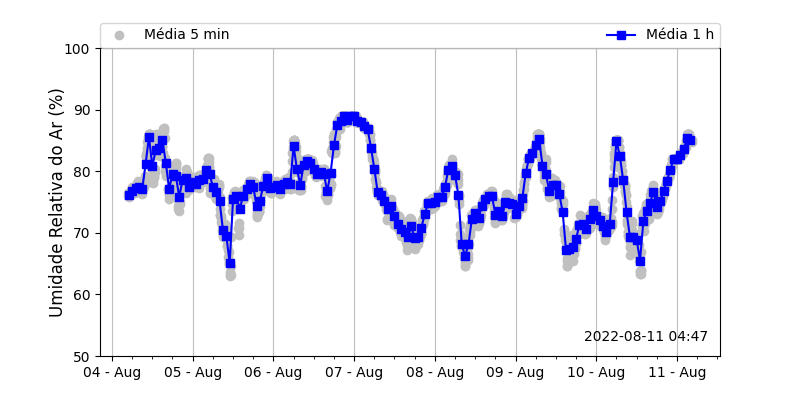 Média 5 min
Média 1 h
100
90
80
70
60
50
Umidade Relativa do Ar (%)
2022-08-11 04:47
04 - Aug
05 - Aug
06 - Aug
07 - Aug
08 - Aug
09 - Aug
10 - Aug
11 - Aug